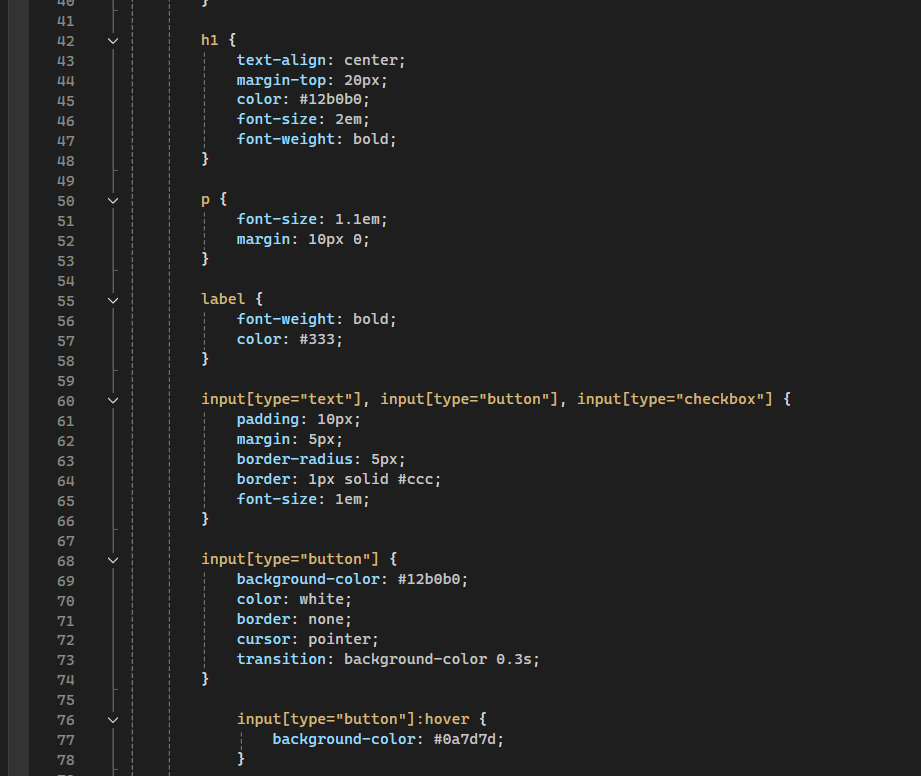 40 }
41
42 h1 {
43 text-align: center;
44 margin-top: 20px;
45 color: #12b0b0;
46 font-size: 2em;
47 font-weight: bold;
48 }
49
50 p {
51 font-size: 1.1em;
52 margin: 10px 0;
53 }
54
55 label {
56 font-weight: bold;
57 color: #333;
58 }
59
60 input[type="text"], input[type="button"], input[type="checkbox"] {
61 padding: 10px;
62 margin: 5px;
63 border-radius: 5px;
64 border: 1px solid #ccc;
65 font-size: 1em;
66 }
67
68 input[type="button"] {
69 background-color: #12b0b0;
70 color: white;
71 border: none;
72 cursor: pointer;
73 transition: background-color 0.3s;
74 }
75
76 input[type="button"]:hover {
77 background-color: #0a7d7d;
78 }